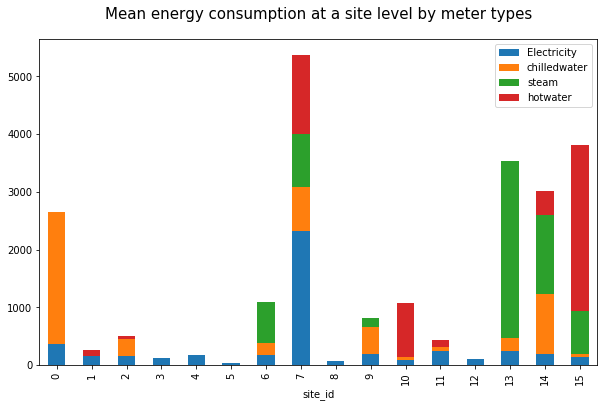 Mean energy consumption at a site level by meter types
Electricity
chilledwater
steam
hotwater
5000
4000
3000
2000
1000
0
0 1 2 3 4 5 6 7 8 9 10 11 12 13 14 15
site_id